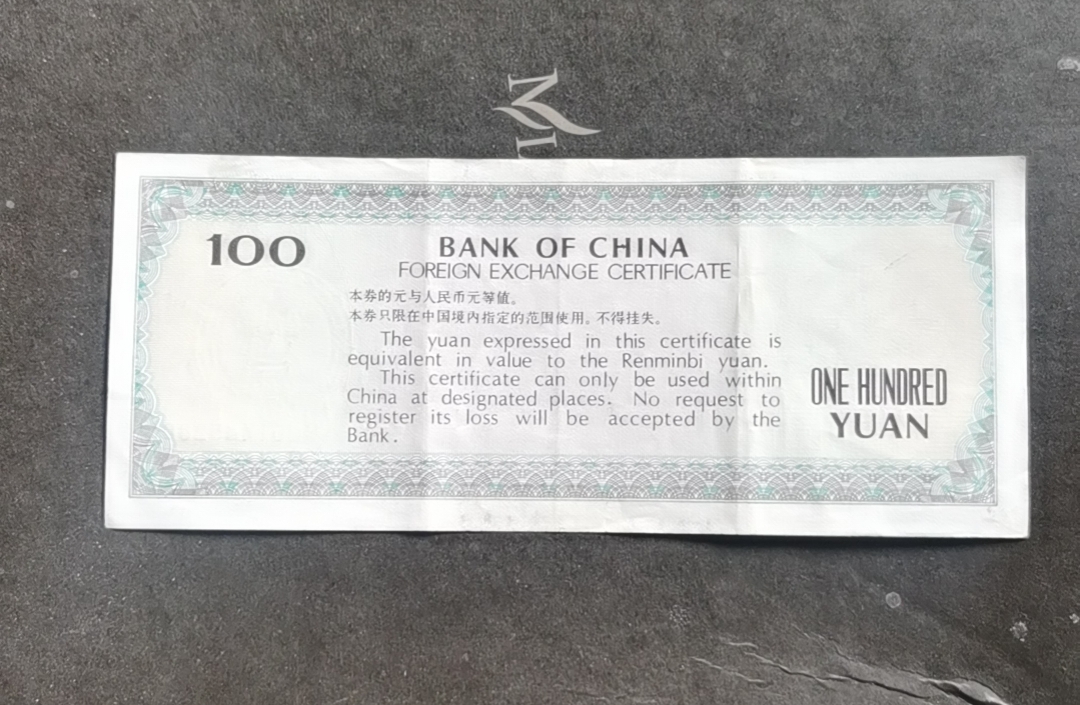 ML
100
BANK OF CHINA
FOREIGN EXCHANGE CERTIFICATE
本券的元与人民币元等值。
本券只限在中国境内指定的范围使用。不得挂失。
The yuan expressed in this certificate is
equivalent in value to the Renminbi yuan.
This certificate can only be used within
China at designated places. No request to
register its loss will be accepted by the
Bank.
ONE HUNDRED
YUAN